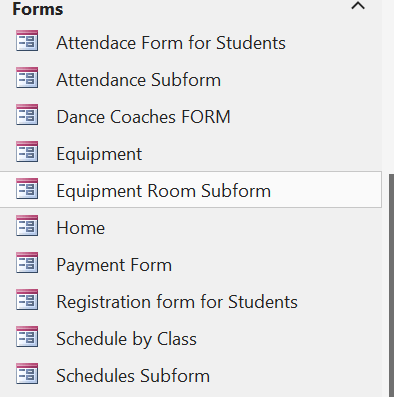 Forms
Attendace Form for Students
Attendance Subform
Dance Coaches FORM
Equipment
Equipment Room Subform
Home
Payment Form
Registration form for Students
Schedule by Class
Schedules Subform